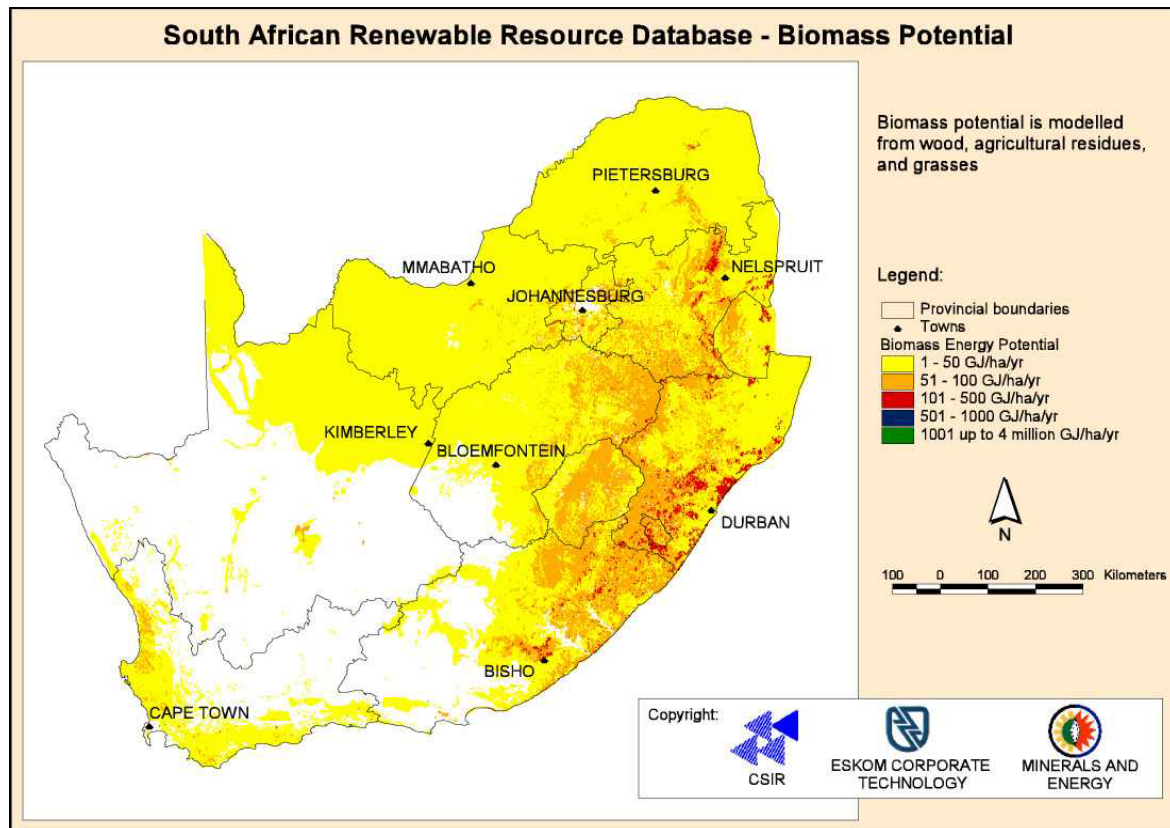 South African Renewable Resource Database - Biomass Potential
Biomass potential is modelled
from wood, agricultural residues,
and grasses
PIETERSBURG
MMABATHO
NELSPRUIT
JOHANNESBURG
KIMBERLEY
BLOEMFONTEIN
DURBAN
BISHO
CAPE TOWN
Legend:
Provincial boundaries
Towns
Biomass Energy Potential
1 - 50 GJ/ha/yr
51 - 100 GJ/ha/yr
101 - 500 GJ/ha/yr
501 - 1000 GJ/ha/yr
1001 up to 4 million GJ/ha/yr
N
100 0 100 200 300 Kilometers
Copyright:
CSIR
ESKOM CORPORATE
TECHNOLOGY
MINERALS AND
ENERGY